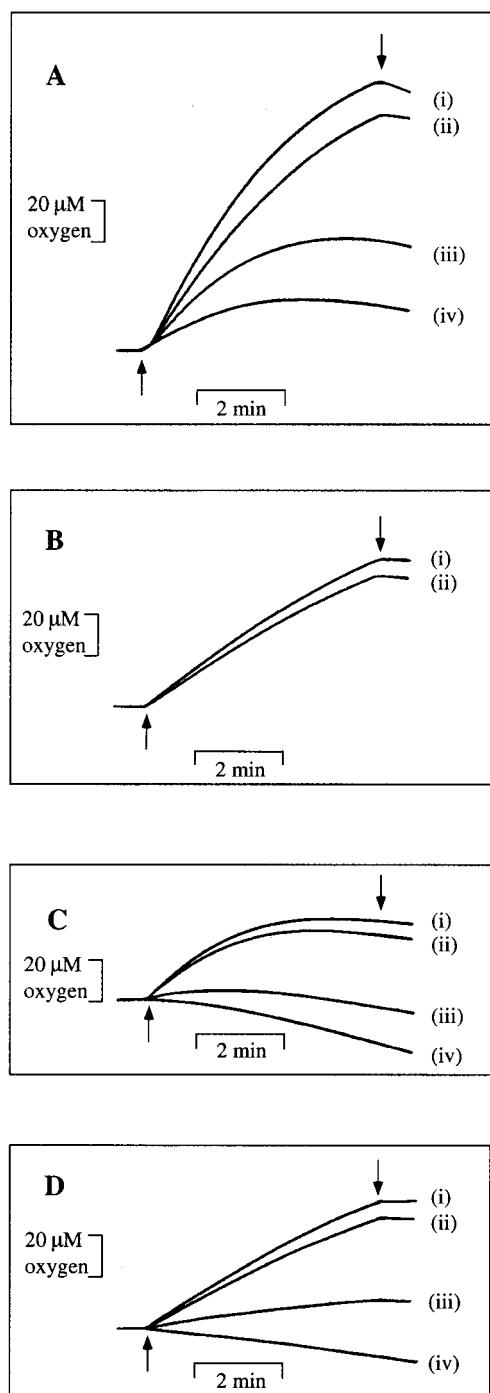 A
(i)
(ii)
20 μM
oxygen
(iii)
(iv)
2 min
B
(i)
(ii)
20 μM
oxygen
2 min
C
(i)
(ii)
20 μM
oxygen
(iii)
2 min
(iv)
D
(i)
(ii)
20 μM
oxygen
(iii)
(iv)
2 min